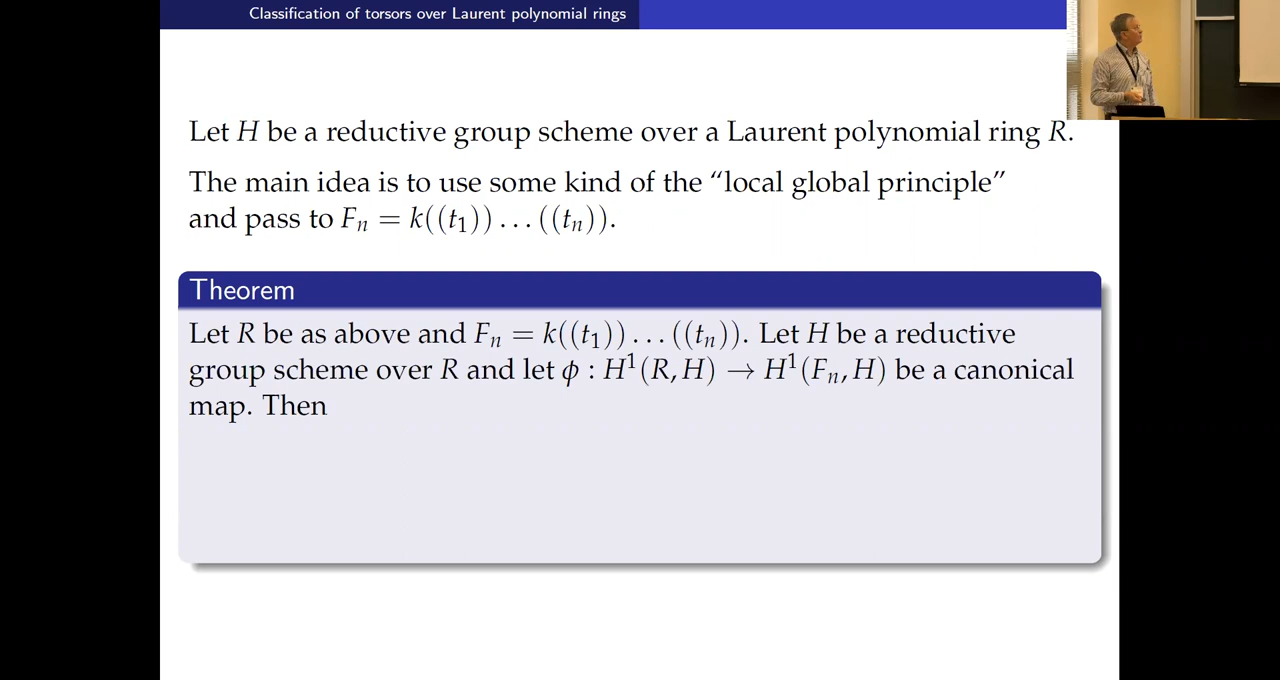 Classification of torsors over Laurent polynomial rings
Let H be a reductive group scheme over a Laurent polynomial ring R.
The main idea is to use some kind of the “local global principle”
and pass to Fₙ = k((t₁)) . . . ((tₙ)).
Theorem
Let R be as above and Fₙ = k((t₁)) . . . ((tₙ)). Let H be a reductive
group scheme over R and let ϕ : H¹(R, H) → H¹(Fₙ, H) be a canonical
map. Then